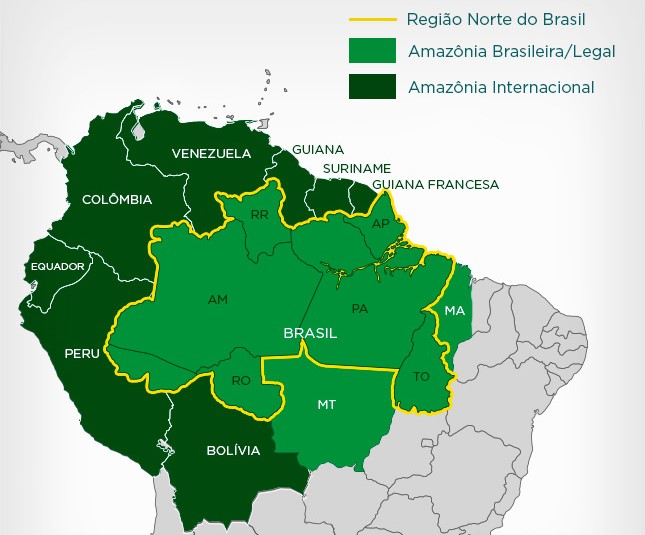 Região Norte do Brasil
Amazônia Brasileira/Legal
Amazônia Internacional
VENEZUELA
GUIANA
SURINAME
GUIANA FRANCESA
COLÔMBIA
RR
AP
EQUADOR
AM
PA
MA
BRASIL
PERU
RO
TO
MT
BOLÍVIA